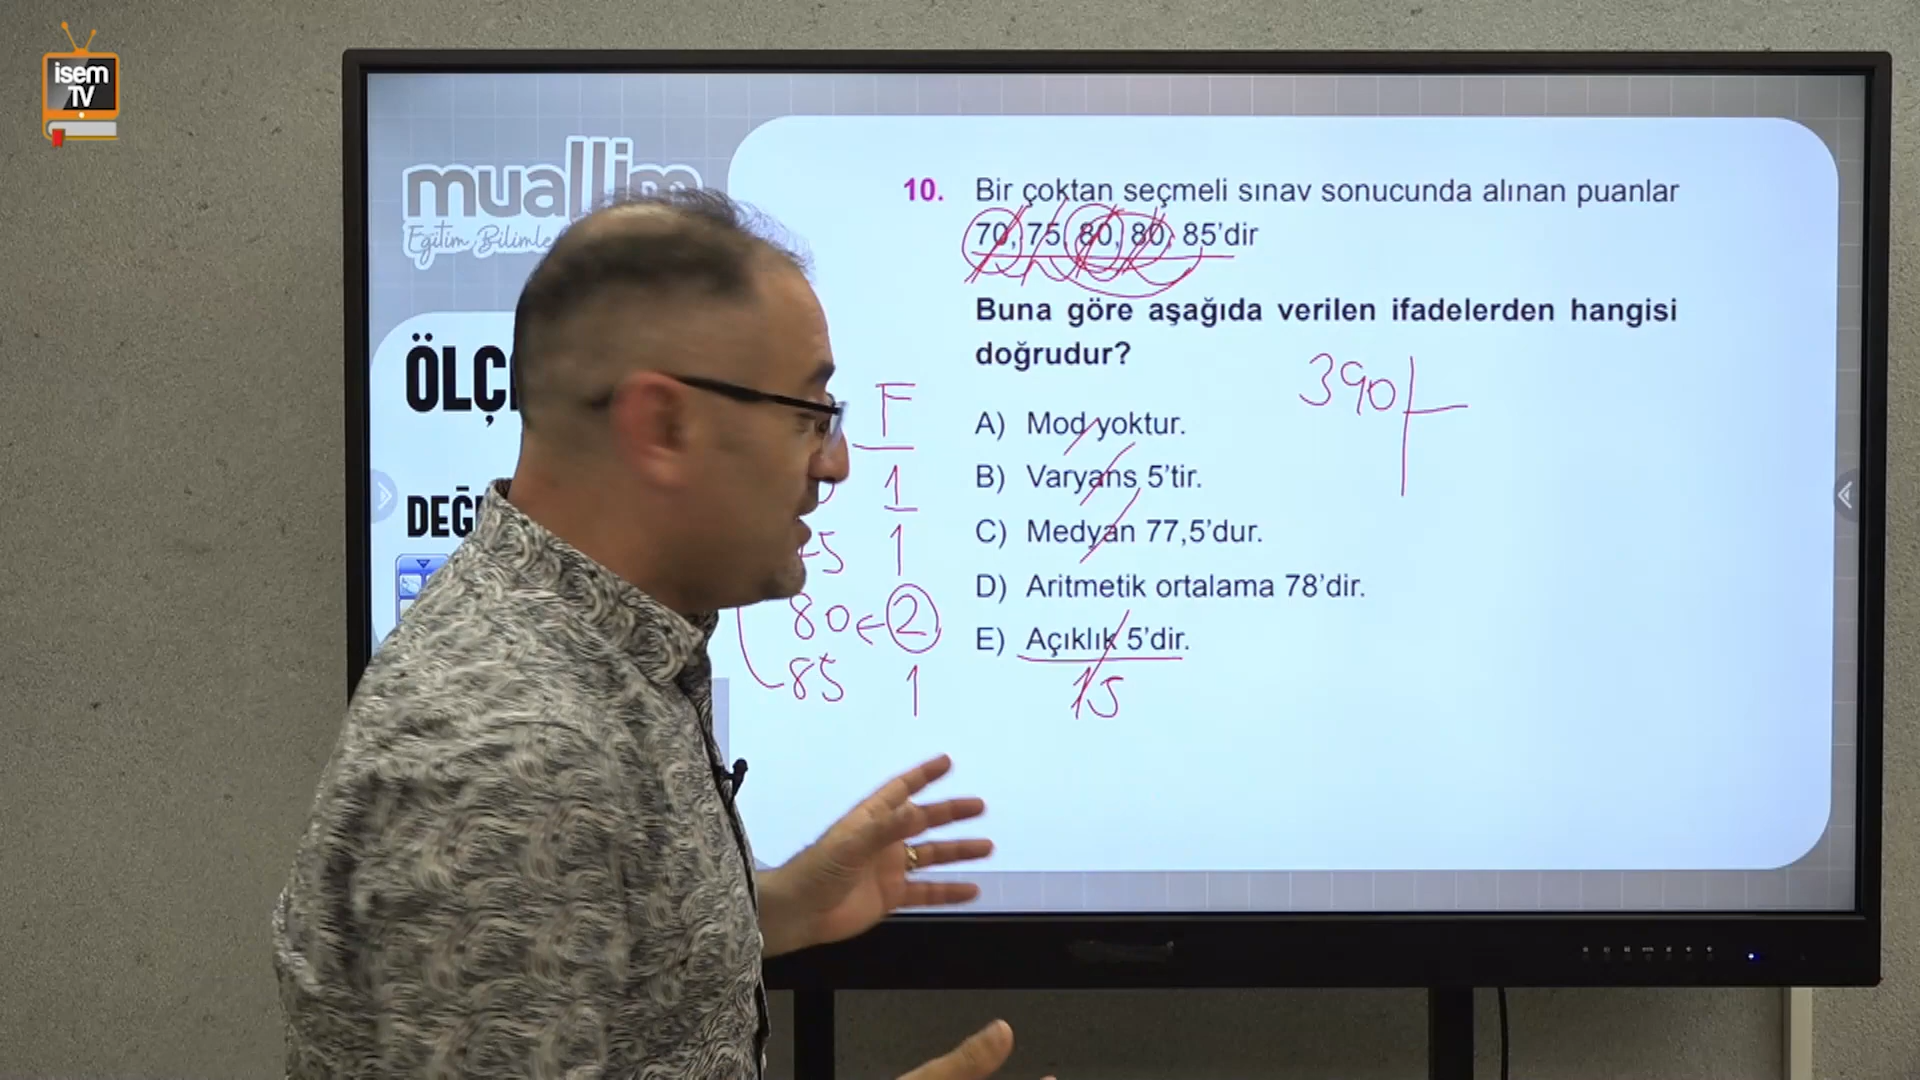 isem
TV
muallim
Eğitim Bilimle
ÖLÇ
DEĞ
10. Bir çoktan seçmeli sınav sonucunda alınan puanlar
70, 75, 80, 80, 85'dir
Buna göre aşağıda verilen ifadelerden hangisi
doğrudur?
390
A) Mod yoktur.
B) Varyans 5'tir.
C) Medyan 77,5'dur.
D) Aritmetik ortalama 78'dir.
E) Açıklık 5'dir.
15
F
1
5 1
80 ← 2
85 1